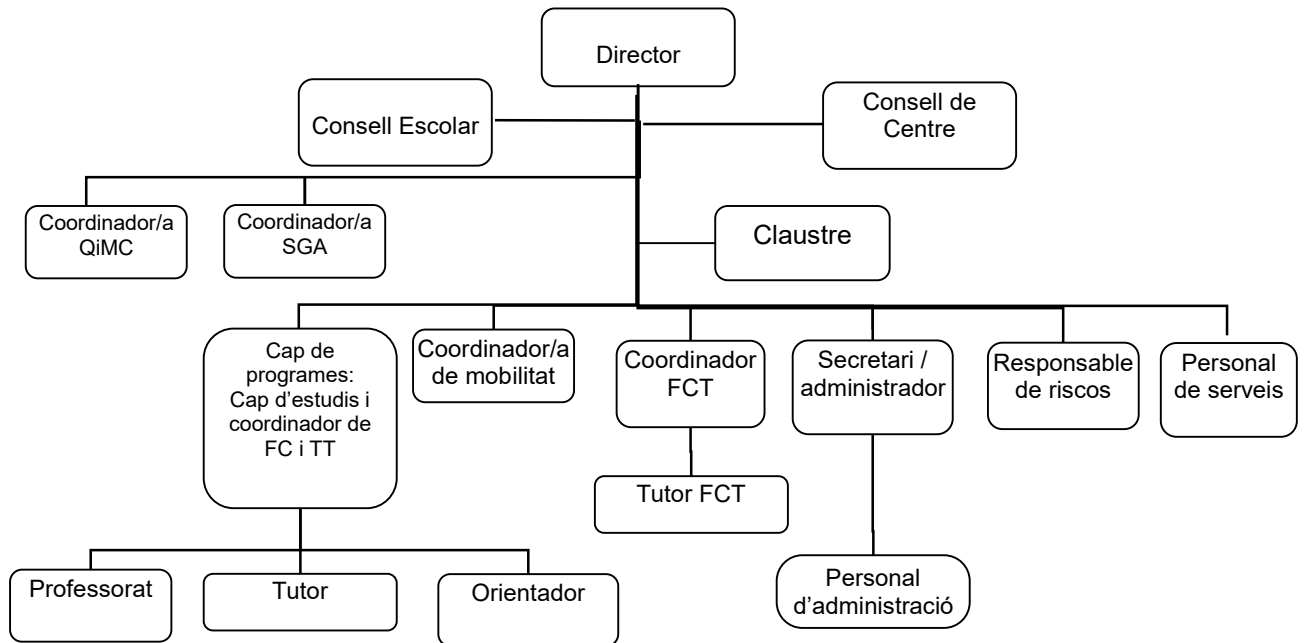 Director
Consell Escolar
Consell de
Centre
Coordinador/a
QiMC
Coordinador/a
SGA
Claustre
Cap de
programes:
Cap d’estudis i
coordinador de
FC i TT
Coordinador/a
de mobilitat
Coordinador
FCT
Secretari /
administrador
Responsable
de riscos
Personal
de serveis
Tutor FCT
Professorat
Tutor
Orientador
Personal
d’administració